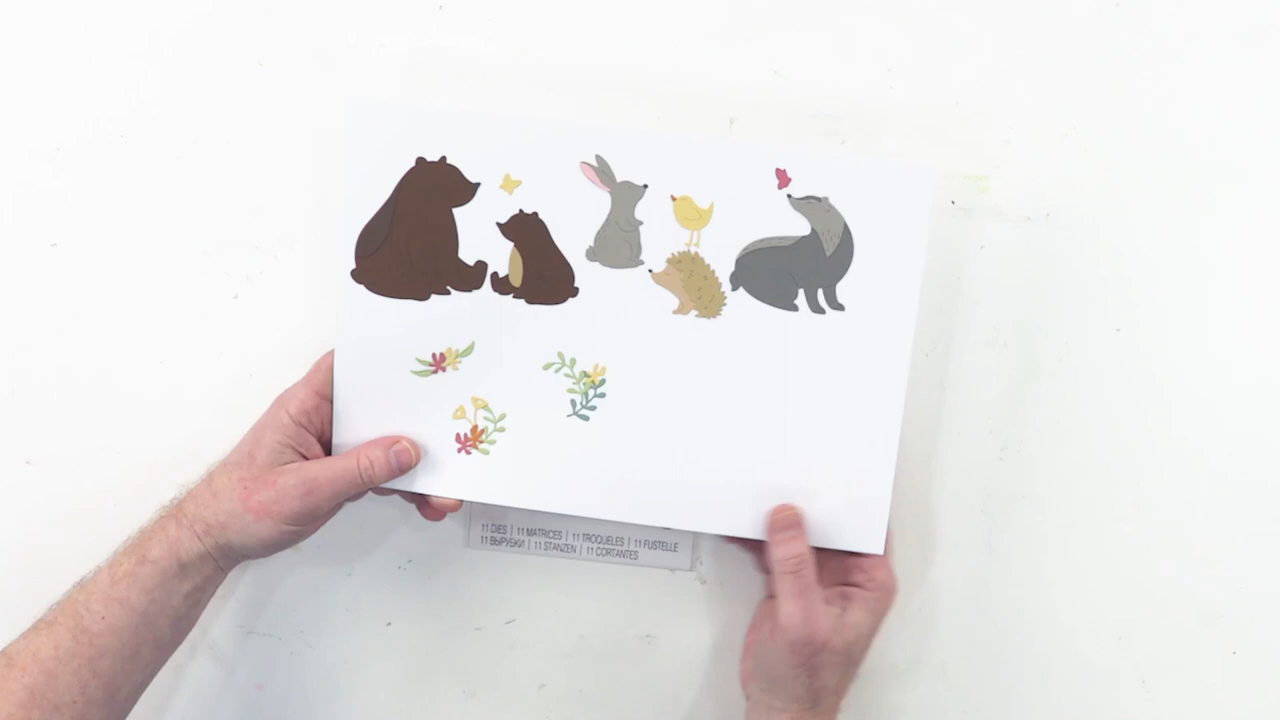 11 DIES | 11 MATRICES | 11 TROQUELES | 11 FUSTELLE
11 ВЫРУБКИ | 11 STANZEN | 11 CORTANTES